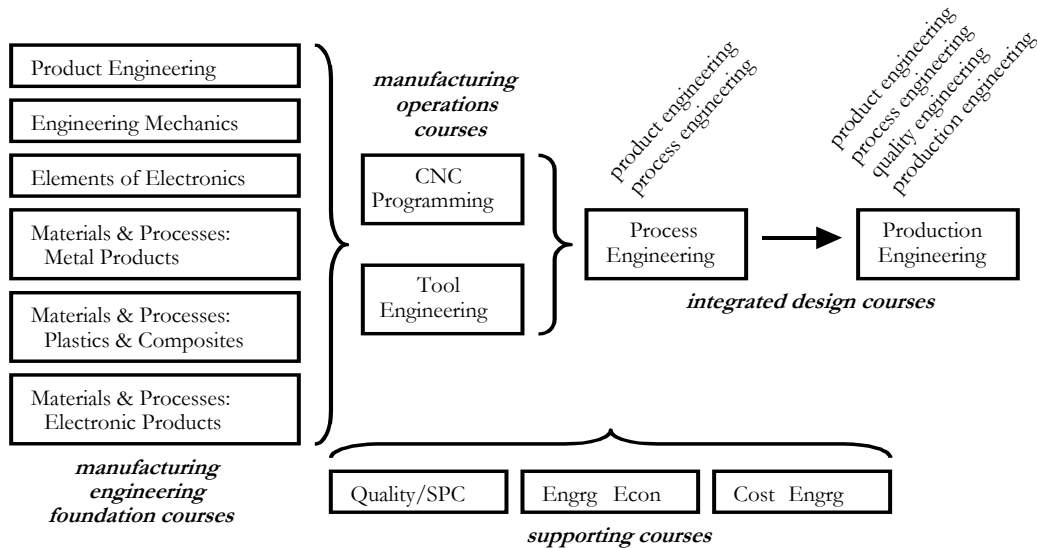 Product Engineering
Engineering Mechanics
Elements of Electronics
Materials & Processes:
Metal Products
Materials & Processes:
Plastics & Composites
Materials & Processes:
Electronic Products
manufacturing
engineering
foundation courses
manufacturing
operations
courses
CNC
Programming
Tool
Engineering
product engineering
process engineering
Process
Engineering
product engineering
process engineering
quality engineering
production engineering
Production
Engineering
integrated design courses
Quality/SPC
Engrg Econ
Cost Engrg
supporting courses